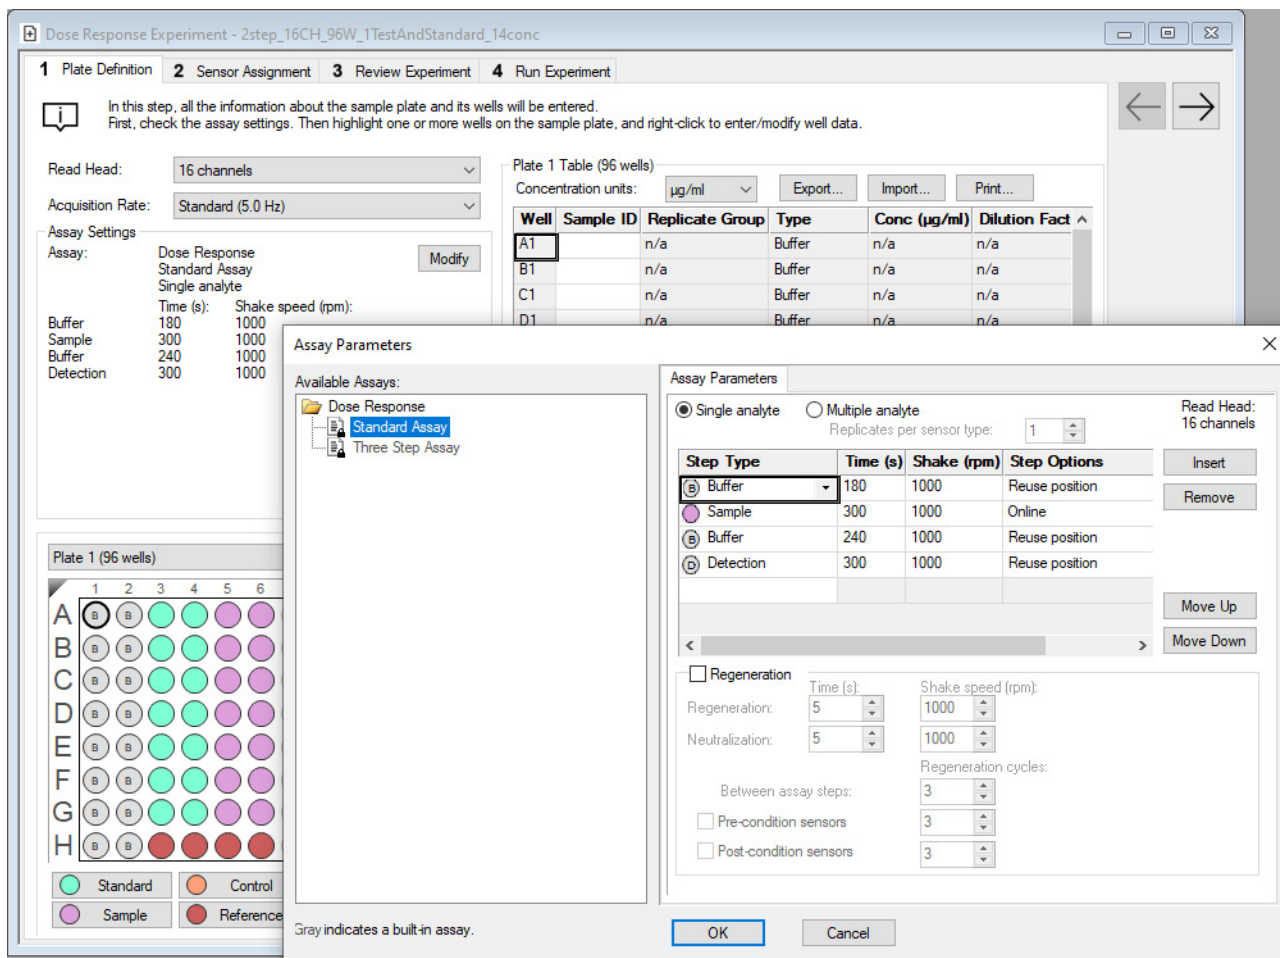 Dose Response Experiment - 2step_16CH_96W_1TestAndStandard_14conc
1 Plate Definition 2 Sensor Assignment 3 Review Experiment 4 Run Experiment
In this step, all the information about the sample plate and its wells will be entered.
First, check the assay settings. Then highlight one or more wells on the sample plate, and right-click to enter/modify well data.
Read Head: 16 channels
Acquisition Rate: Standard (5.0 Hz)
Assay Settings
Assay: Dose Response
Standard Assay
Single analyte
Modify
Time (s): Shake speed (rpm):
Buffer 180 1000
Sample 300 1000
Buffer 240 1000
Detection 300 1000
Plate 1 Table (96 wells)
Concentration units: µg/ml Export... Import... Print...
Well Sample ID Replicate Group Type Conc (µg/ml) Dilution Fact
A1 n/a Buffer n/a n/a
B1 n/a Buffer n/a n/a
C1 n/a Buffer n/a n/a
D1 n/a Buffer n/a n/a
Plate 1 (96 wells)
1 2 3 4 5 6
A B B
B B B
C B B
D B B
E B B
F B B
G B B
H B B
Standard Control
Sample Reference
Assay Parameters
Available Assays:
Dose Response
Standard Assay
Three Step Assay
Gray indicates a built-in assay.
Assay Parameters
Single analyte Multiple analyte
Replicates per sensor type: 1
Read Head:
16 channels
Step Type Time (s) Shake (rpm) Step Options
B Buffer 180 1000 Reuse position
Sample 300 1000 Online
B Buffer 240 1000 Reuse position
D Detection 300 1000 Reuse position
Insert
Remove
Move Up
Move Down
Regeneration
Time (s): Shake speed (rpm):
Regeneration: 5 1000
Neutralization: 5 1000
Regeneration cycles:
Between assay steps: 3
Pre-condition sensors 3
Post-condition sensors 3
OK Cancel